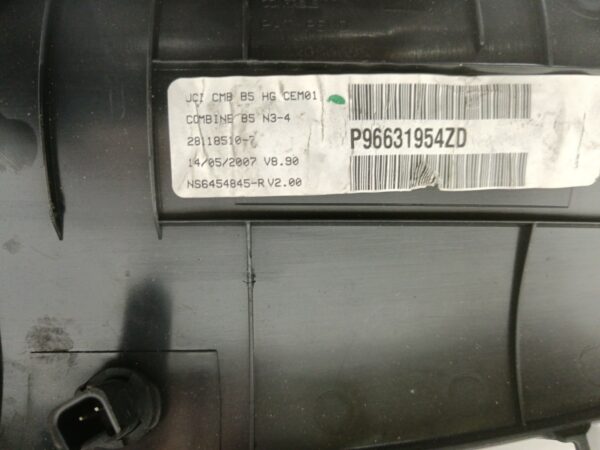 JCI CMB B5 HG CEM01
COMBINE B5 N3-4
28118510-2
14/05/2007 V8.90
NS6454845-R V2.00
P96631954ZD